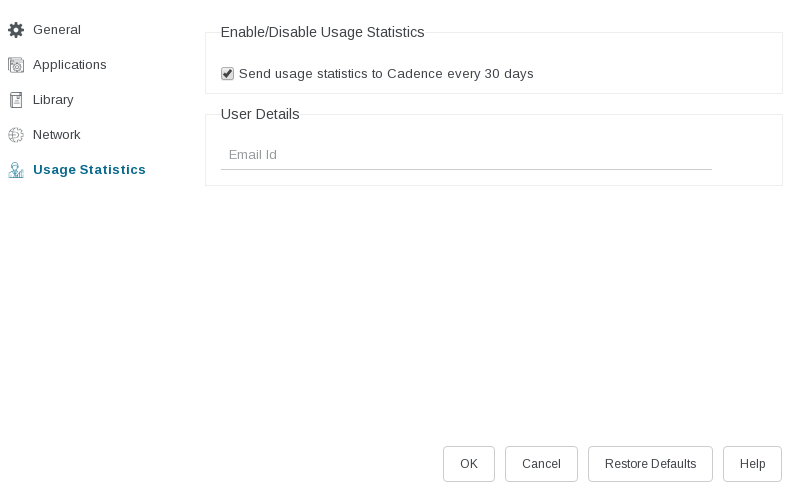 General
Applications
Library
Network
Usage Statistics
Enable/Disable Usage Statistics
Send usage statistics to Cadence every 30 days
User Details
Email Id
OK
Cancel
Restore Defaults
Help